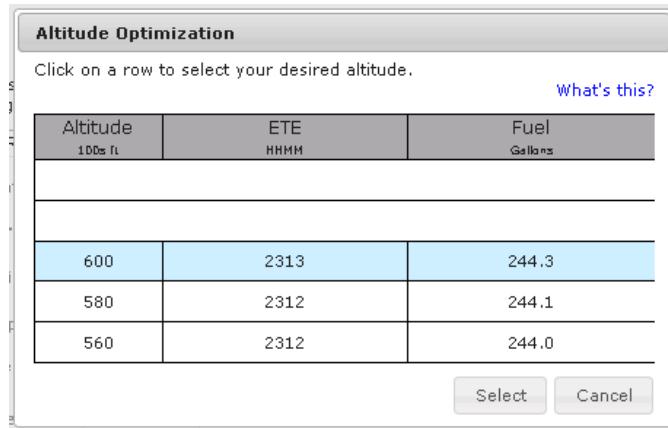 Altitude Optimization
Click on a row to select your desired altitude.
What's this?
Altitude ETE Fuel
100s ft HHMM Gallons
600 2313 244.3
580 2312 244.1
560 2312 244.0
Select Cancel